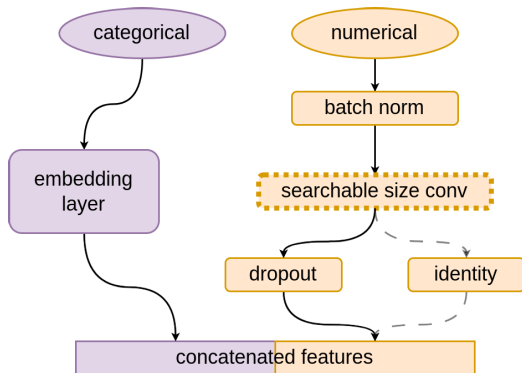 categorical
numerical
batch norm
embedding
layer
searchable size conv
dropout
identity
concatenated features